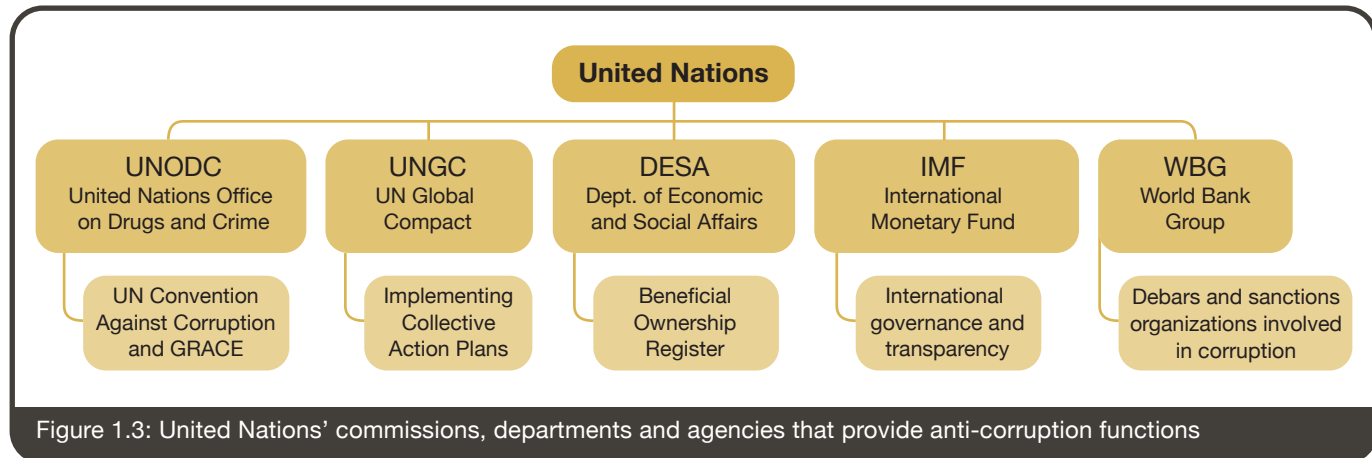 United Nations
UNODC
United Nations Office
on Drugs and Crime
UNGC
UN Global
Compact
DESA
Dept. of Economic
and Social Affairs
IMF
International
Monetary Fund
WBG
World Bank
Group
UN Convention
Against Corruption
and GRACE
Implementing
Collective
Action Plans
Beneficial
Ownership
Register
International
governance and
transparency
Debars and sanctions
organizations involved
in corruption
Figure 1.3: United Nations’ commissions, departments and agencies that provide anti-corruption functions